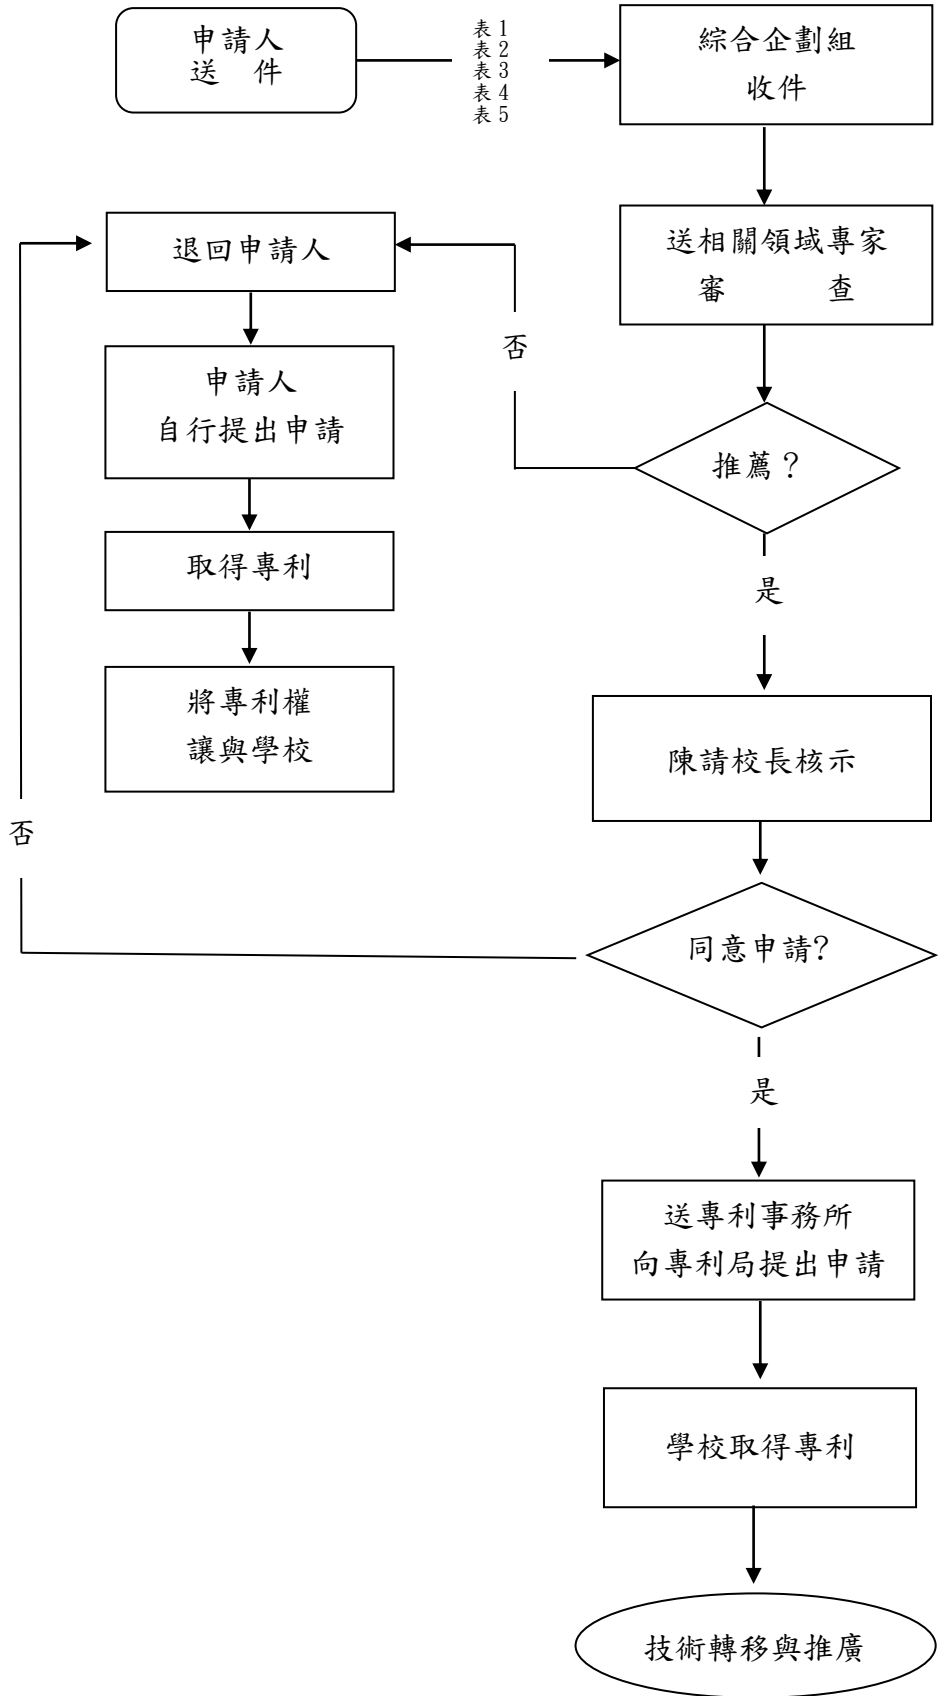 申請人
送 件
表 1
表 2
表 3
表 4
表 5
綜合企劃組
收件
送相關領域專家
審 查
推薦？
否
退回申請人
申請人
自行提出申請
取得專利
將專利權
讓與學校
是
陳請校長核示
同意申請?
否
是
送專利事務所
向專利局提出申請
學校取得專利
技術轉移與推廣